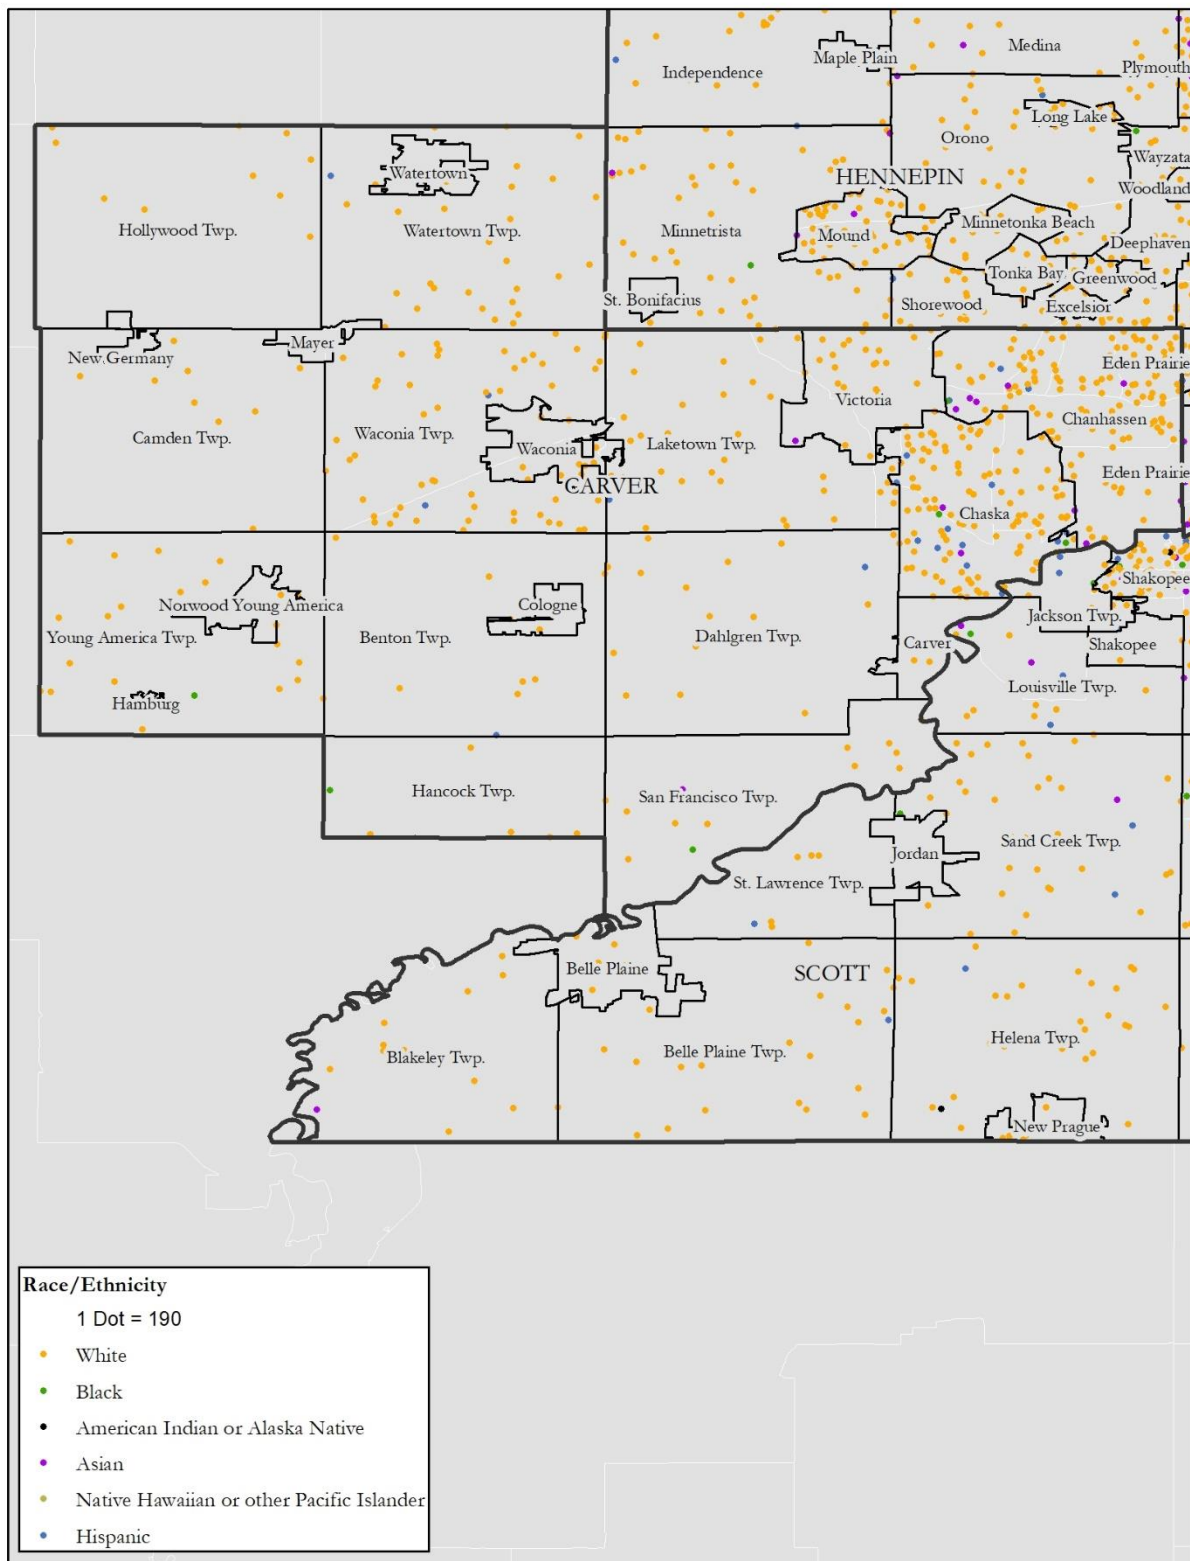 Medina
Maple Plain
Independence
Plymouth
Long Lake
Orono
Wayzata
Watertown
HENNEPIN
Woodland
Hollywood Twp.
Watertown Twp.
Minnetrista
Mound
Minnetonka Beach
Deephaven
Tonka Bay
Greenwood
St. Bonifacius
Shorewood
Excelsior
New Germany
Mayer
Eden Prairie
Victoria
Chanhassen
Camden Twp.
Waconia Twp.
Waconia
Laketown Twp.
Eden Prairie
CARVER
Chaska
Shakopee
Norwood Young America
Cologne
Jackson Twp.
Young America Twp.
Benton Twp.
Dahlgren Twp.
Carver
Shakopee
Louisville Twp.
Hamburg
Hancock Twp.
San Francisco Twp.
Sand Creek Twp.
Jordan
St. Lawrence Twp.
Belle Plaine
SCOTT
Helena Twp.
Blakeley Twp.
Belle Plaine Twp.
New Prague
Race/Ethnicity
1 Dot = 190
White
Black
American Indian or Alaska Native
Asian
Native Hawaiian or other Pacific Islander
Hispanic